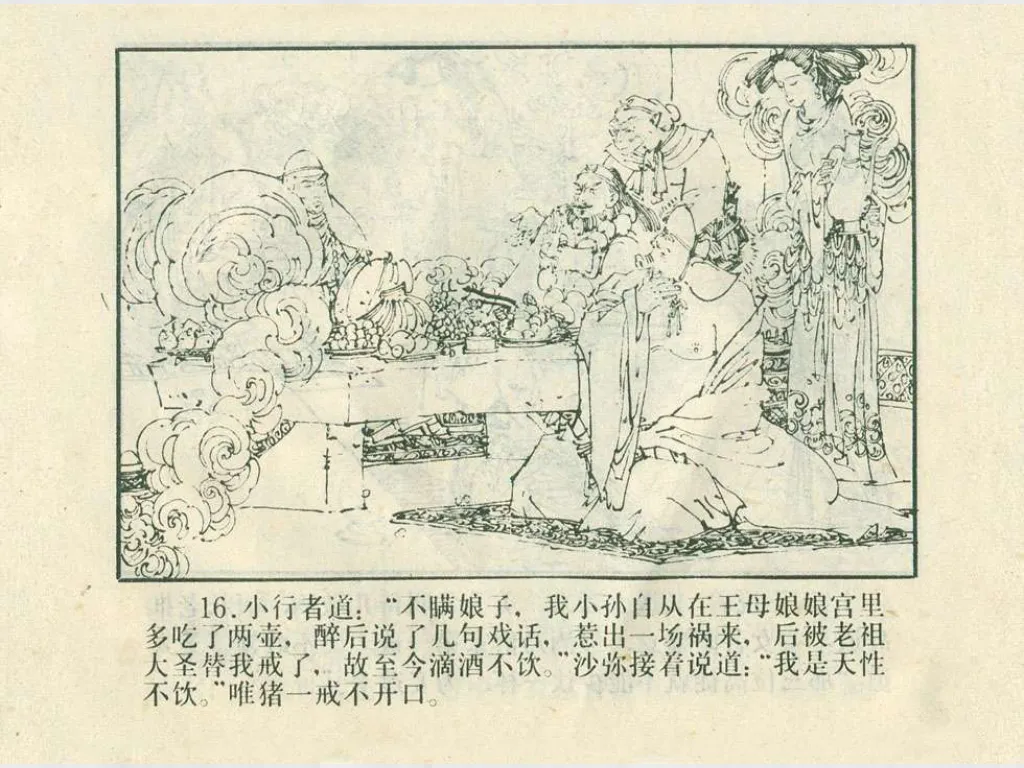 16.小行者道：“不瞒娘子，我小孙自从在王母娘娘宫里
多吃了两壶，醉后说了几句戏话，惹出一场祸来，后被老祖
大圣替我戒了，故至今滴酒不饮。”沙弥接着说道：“我是天性
不饮。”唯猪一戒不开口。